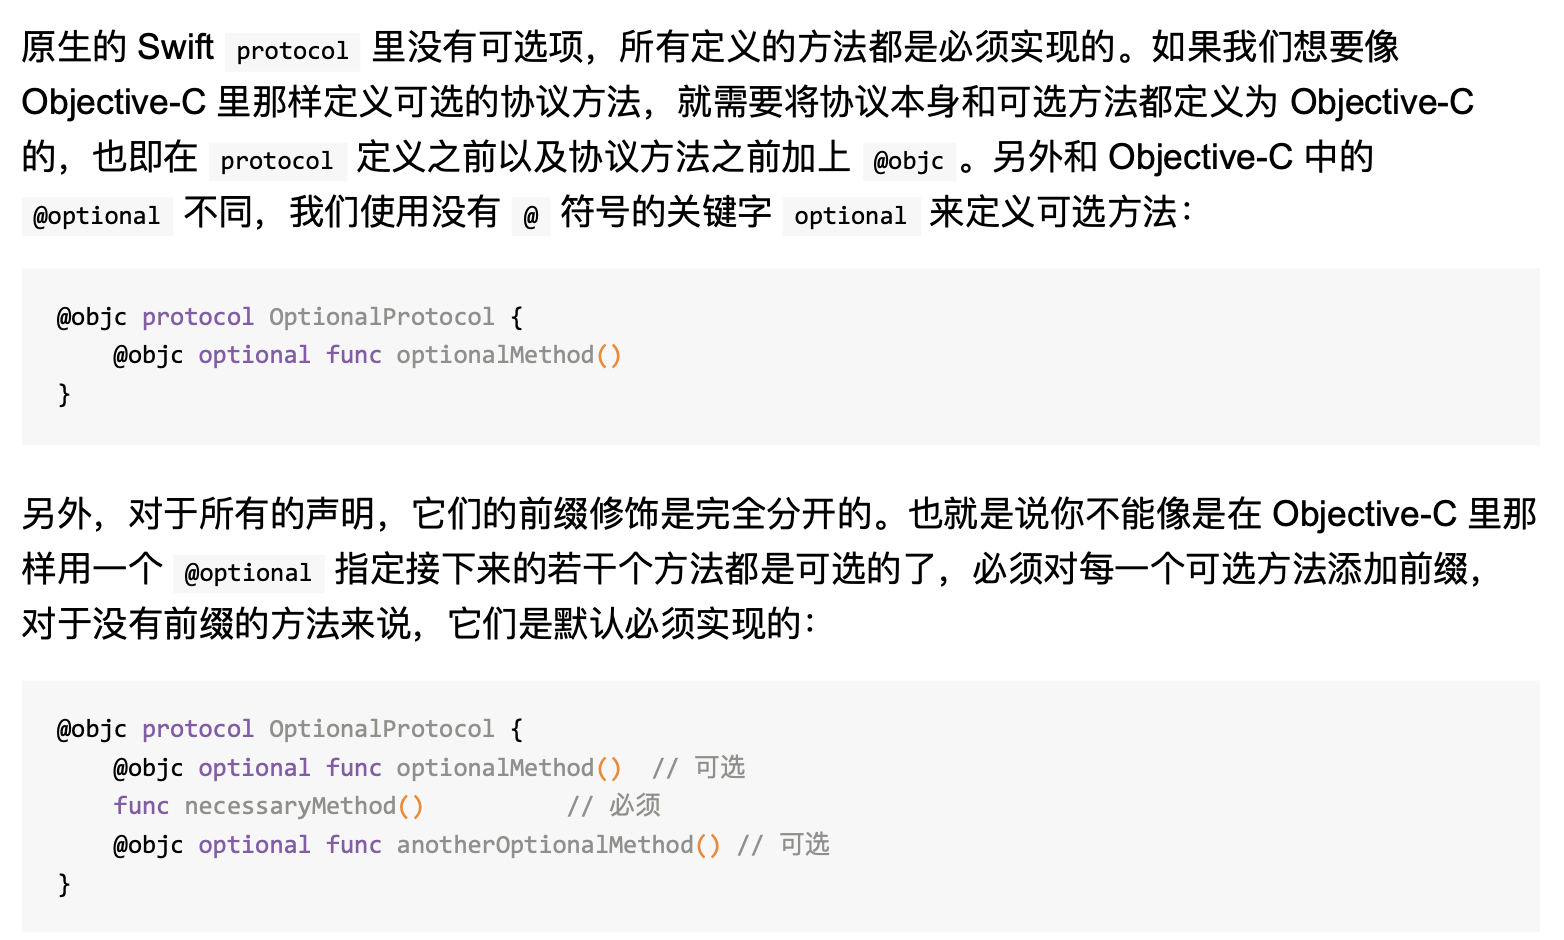 原生的 Swift protocol 里没有可选项，所有定义的方法都是必须实现的。如果我们想要像
Objective-C 里那样定义可选的协议方法，就需要将协议本身和可选方法都定义为 Objective-C
的，也即在 protocol 定义之前以及协议方法之前加上 @objc 。另外和 Objective-C 中的
@optional 不同，我们使用没有 @ 符号的关键字 optional 来定义可选方法：
@objc protocol OptionalProtocol {
    @objc optional func optionalMethod()
}
另外，对于所有的声明，它们的前缀修饰是完全分开的。也就是说你不能像是在 Objective-C 里那
样用一个 @optional 指定接下来的若干个方法都是可选的了，必须对每一个可选方法添加前缀，
对于没有前缀的方法来说，它们是默认必须实现的：
@objc protocol OptionalProtocol {
    @objc optional func optionalMethod()  // 可选
    func necessaryMethod()          // 必须
    @objc optional func anotherOptionalMethod() // 可选
}